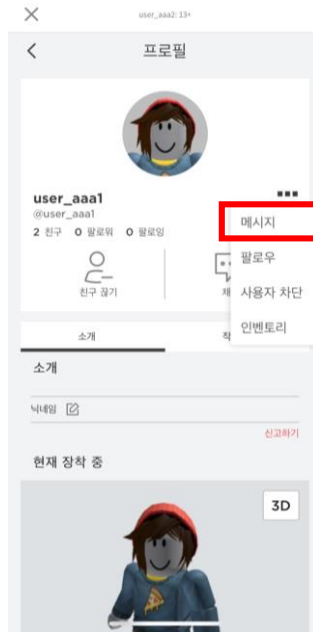 user_aaa2: 13+
프로필
user_aaa1
@user_aaa1
2 친구 0 팔로워 0 팔로잉
메시지
팔로우
사용자 차단
인벤토리
친구 끊기
채
소개
작
소개
닉네임
신고하기
현재 장착 중
3D